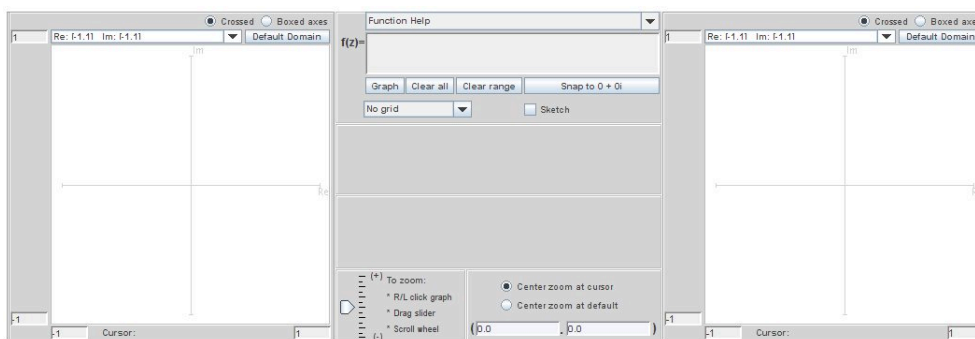 Crossed Boxed axes
1 Re: [-1,1] Im: [-1,1] Default Domain
Im
Re
-1
-1 Cursor: 1
Function Help
f(z)=
Graph Clear all Clear range Snap to 0 + 0i
No grid Sketch
(+) To zoom:
* R/L click graph
* Drag slider
* Scroll wheel
(-)
Center zoom at cursor
Center zoom at default
(0.0 , 0.0 )
Crossed Boxed axe
1 Re: [-1,1] Im: [-1,1] Default Domain
Im
-1
-1 Cursor: 1